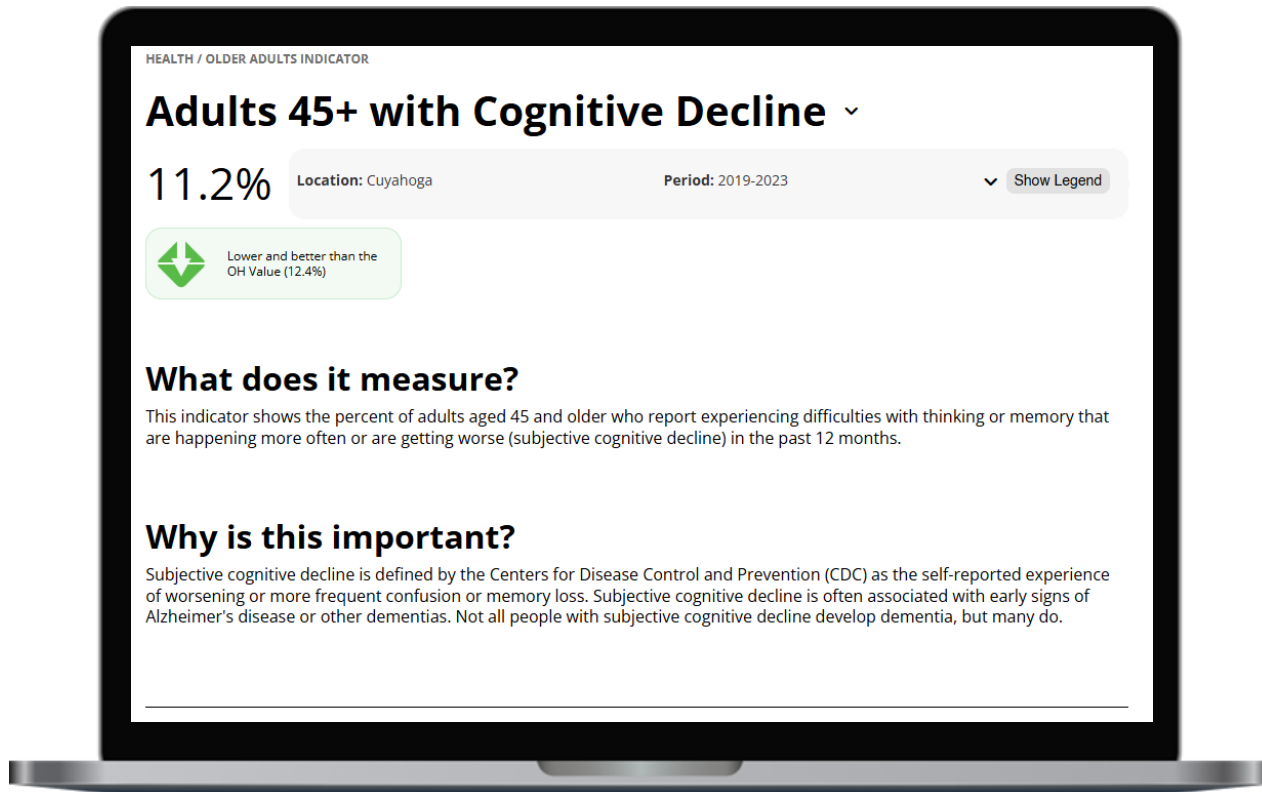 HEALTH / OLDER ADULTS INDICATOR
Adults 45+ with Cognitive Decline
11.2%
Location: Cuyahoga
Period: 2019-2023
Show Legend
Lower and better than the
OH Value (12.4%)
What does it measure?
This indicator shows the percent of adults aged 45 and older who report experiencing difficulties with thinking or memory that
are happening more often or are getting worse (subjective cognitive decline) in the past 12 months.
Why is this important?
Subjective cognitive decline is defined by the Centers for Disease Control and Prevention (CDC) as the self-reported experience
of worsening or more frequent confusion or memory loss. Subjective cognitive decline is often associated with early signs of
Alzheimer's disease or other dementias. Not all people with subjective cognitive decline develop dementia, but many do.